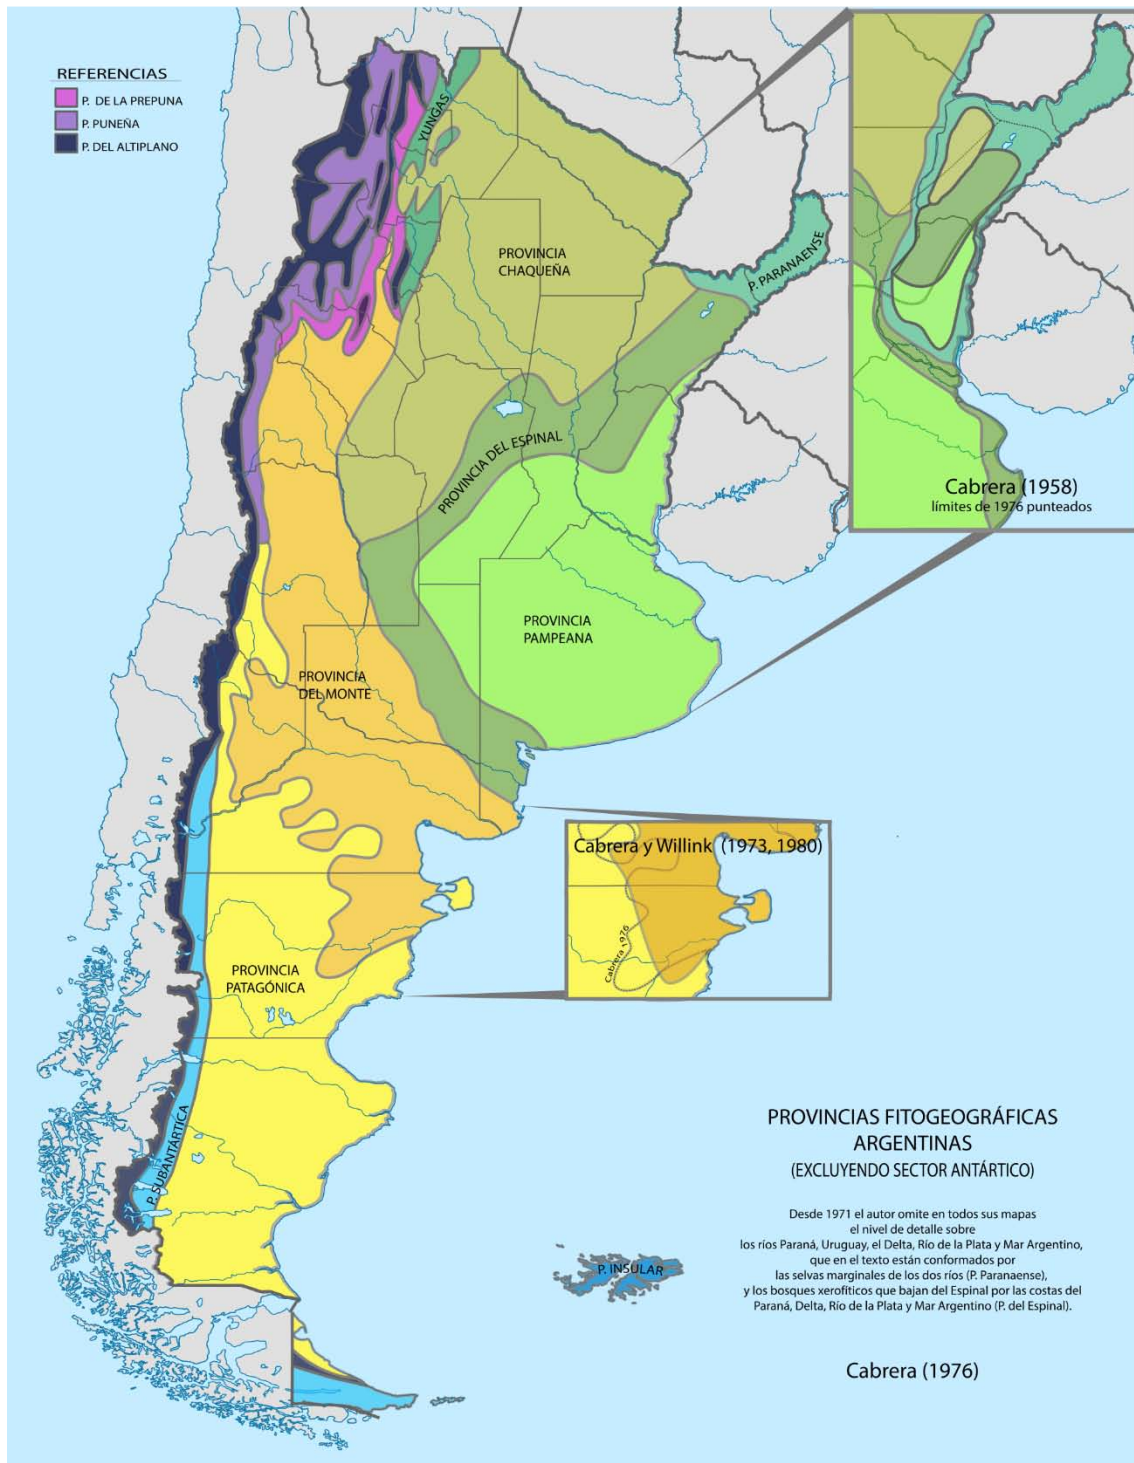 REFERENCIAS
P. DE LA PREPUNA
P. PUNEÑA
P. DEL ALTIPLANO
YUNGAS
PROVINCIA
CHAQUEÑA
P. PARANAENSE
PROVINCIA DEL ESPINAL
PROVINCIA
PAMPEANA
PROVINCIA
DEL MONTE
PROVINCIA
PATAGÓNICA
P. SUBANTÁRTICA
P. INSULAR
Cabrera (1958)
límites de 1976 punteados
Cabrera y Willink (1973, 1980)
Cabrera 1976
PROVINCIAS FITOGEOGRÁFICAS
ARGENTINAS
(EXCLUYENDO SECTOR ANTÁRTICO)
Desde 1971 el autor omite en todos sus mapas
el nivel de detalle sobre
los ríos Paraná, Uruguay, el Delta, Río de la Plata y Mar Argentino,
que en el texto están conformados por
las selvas marginales de los dos ríos (P. Paranaense),
y los bosques xerofíticos que bajan del Espinal por las costas del
Paraná, Delta, Río de la Plata y Mar Argentino (P. del Espinal).
Cabrera (1976)